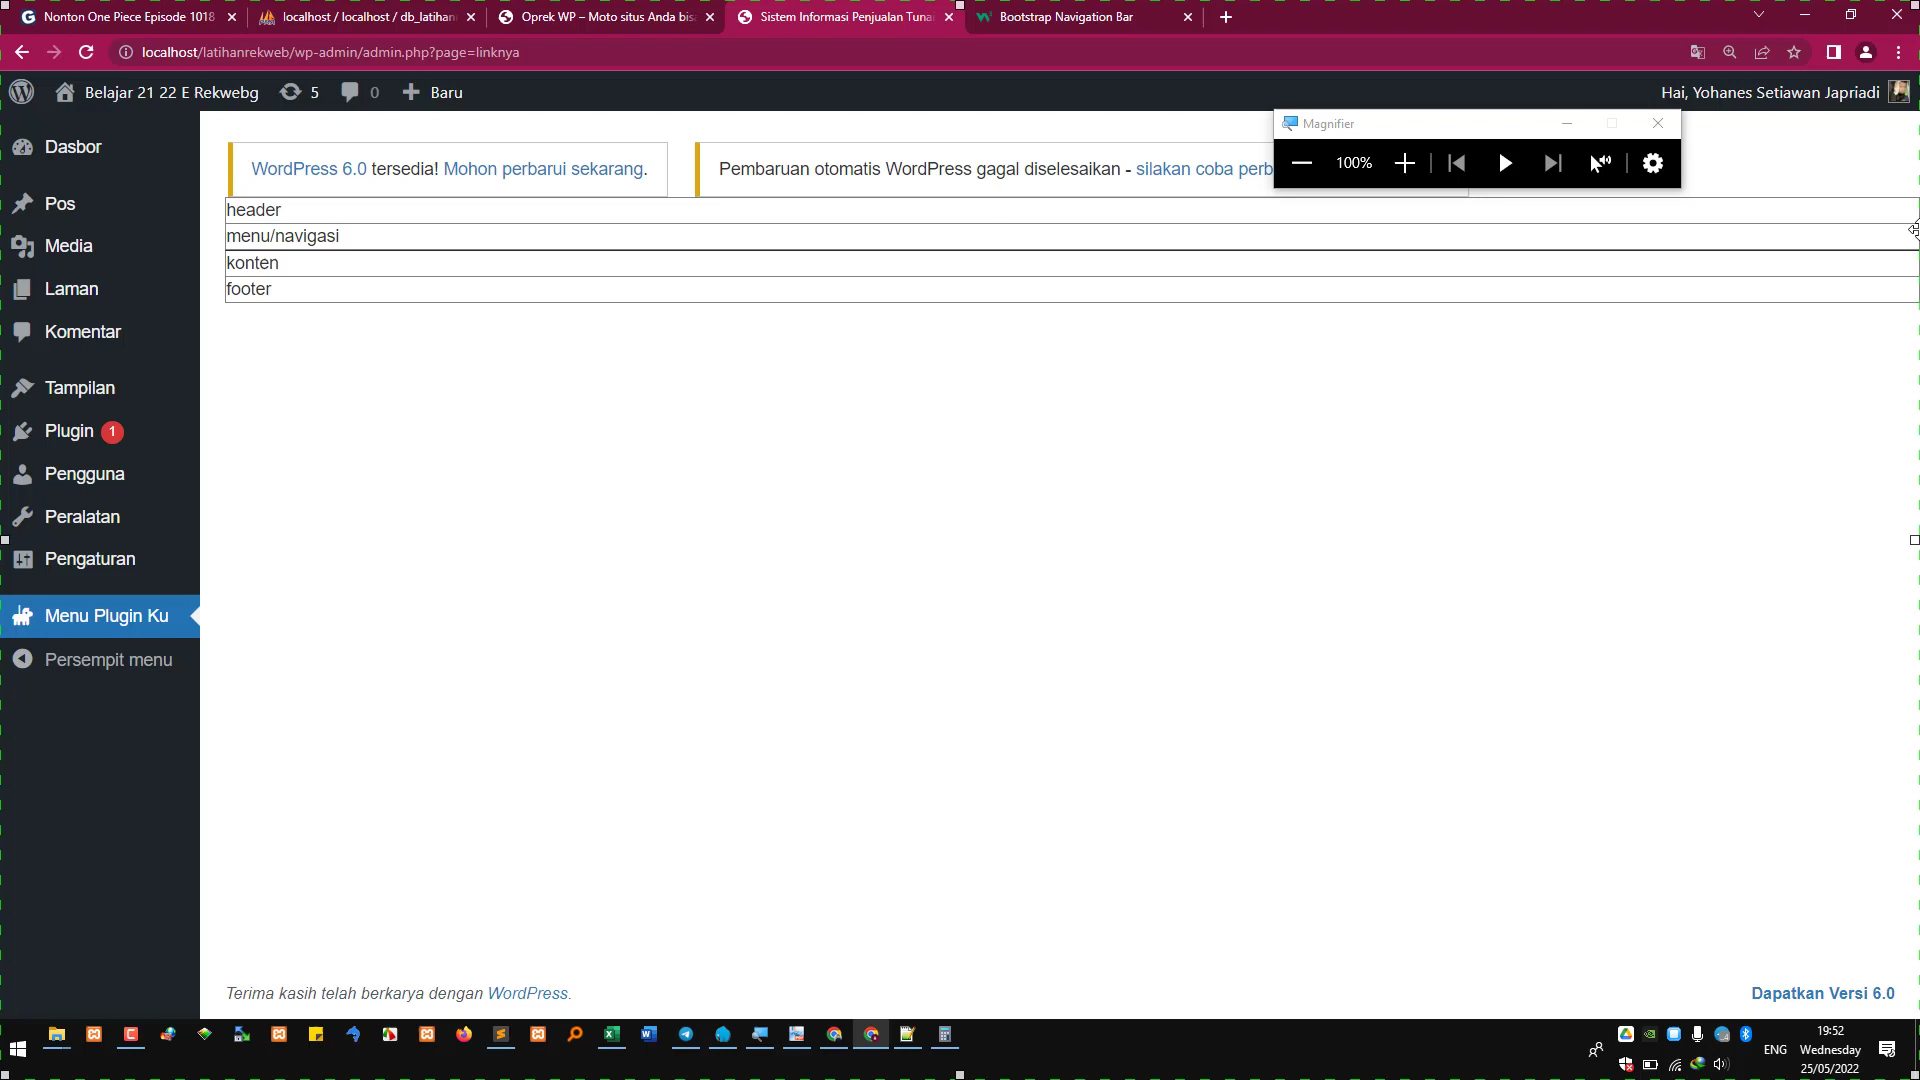 Nonton One Piece Episode 1018
localhost / localhost / db_latihan
Oprek WP – Moto situs Anda bis
Sistem Informasi Penjualan Tuna
Bootstrap Navigation Bar
localhost/latihanrekweb/wp-admin/admin.php?page=linknya
Belajar 21 22 E Rekwebg
5
0
Baru
Hai, Yohanes Setiawan Japriadi
Magnifier
100%
WordPress 6.0 tersedia! Mohon perbarui sekarang.
Pembaruan otomatis WordPress gagal diselesaikan - silakan coba perb
Dasbor
Pos
Media
Laman
Komentar
Tampilan
Plugin 1
Pengguna
Peralatan
Pengaturan
Menu Plugin Ku
Persempit menu
header
menu/navigasi
konten
footer
Terima kasih telah berkarya dengan WordPress.
Dapatkan Versi 6.0
19:52
ENG Wednesday
25/05/2022